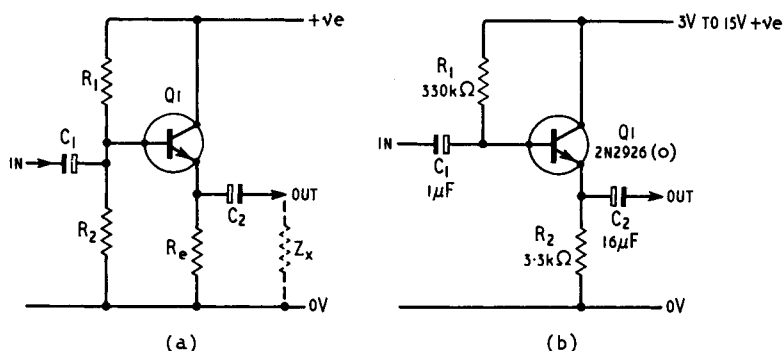 +ve
R1
Q1
C1
IN
OUT
C2
R2
Re
Zx
0V
(a)
3V TO 15V +ve
R1
330kΩ
Q1
2N2926 (o)
IN
C1
1µF
OUT
C2
16µF
R2
3·3kΩ
0V
(b)